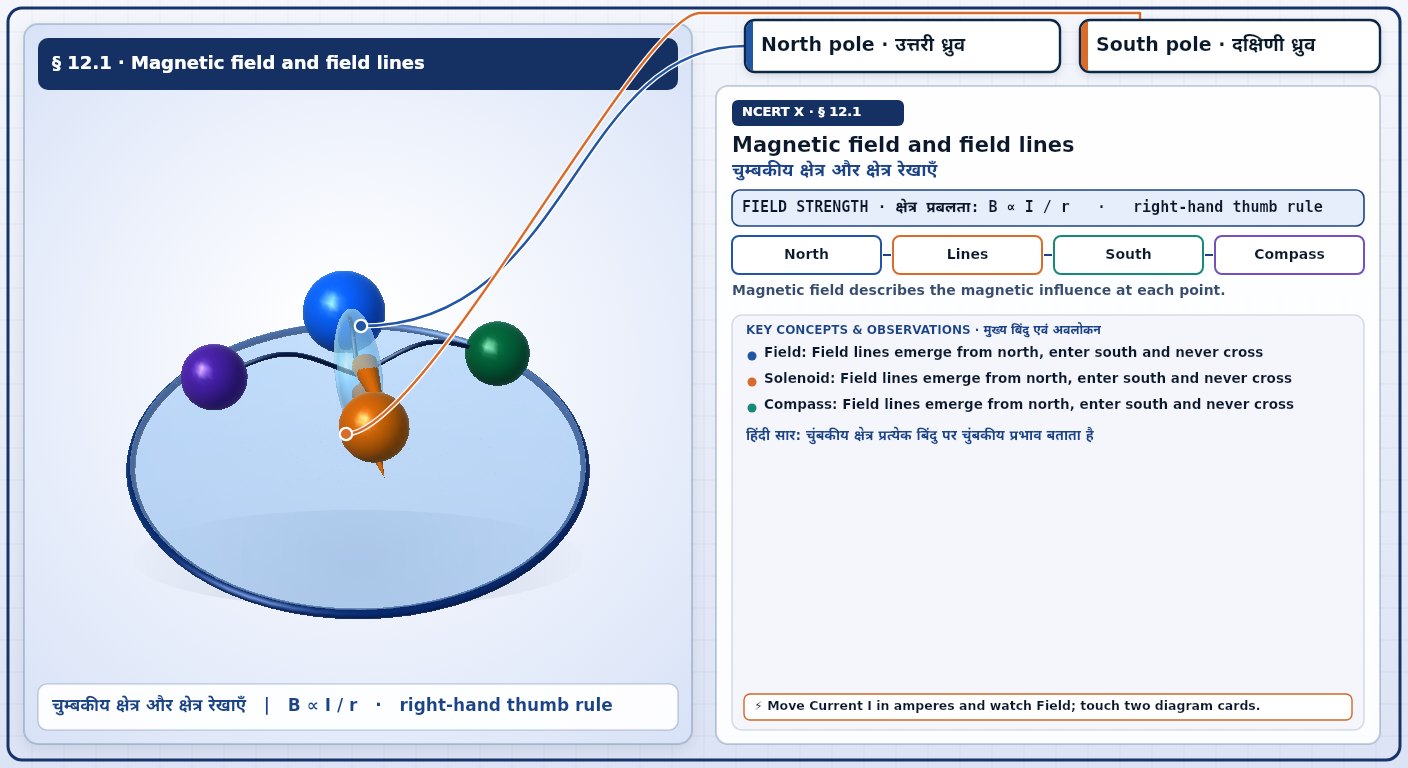 § 12.1 · Magnetic field and field lines
North pole · उत्तरी ध्रुव
South pole · दक्षिणी ध्रुव
NCERT X · § 12.1
Magnetic field and field lines
चुम्बकीय क्षेत्र और क्षेत्र रेखाएँ
FIELD STRENGTH · क्षेत्र प्रबलता: B ∝ I / r · right-hand thumb rule
North
Lines
South
Compass
Magnetic field describes the magnetic influence at each point.
KEY CONCEPTS & OBSERVATIONS · मुख्य बिंदु एवं अवलोकन
Field: Field lines emerge from north, enter south and never cross
Solenoid: Field lines emerge from north, enter south and never cross
Compass: Field lines emerge from north, enter south and never cross
हिंदी सार: चुंबकीय क्षेत्र प्रत्येक बिंदु पर चुंबकीय प्रभाव बताता है
⚡ Move Current I in amperes and watch Field; touch two diagram cards.
चुम्बकीय क्षेत्र और क्षेत्र रेखाएँ | B ∝ I / r · right-hand thumb rule